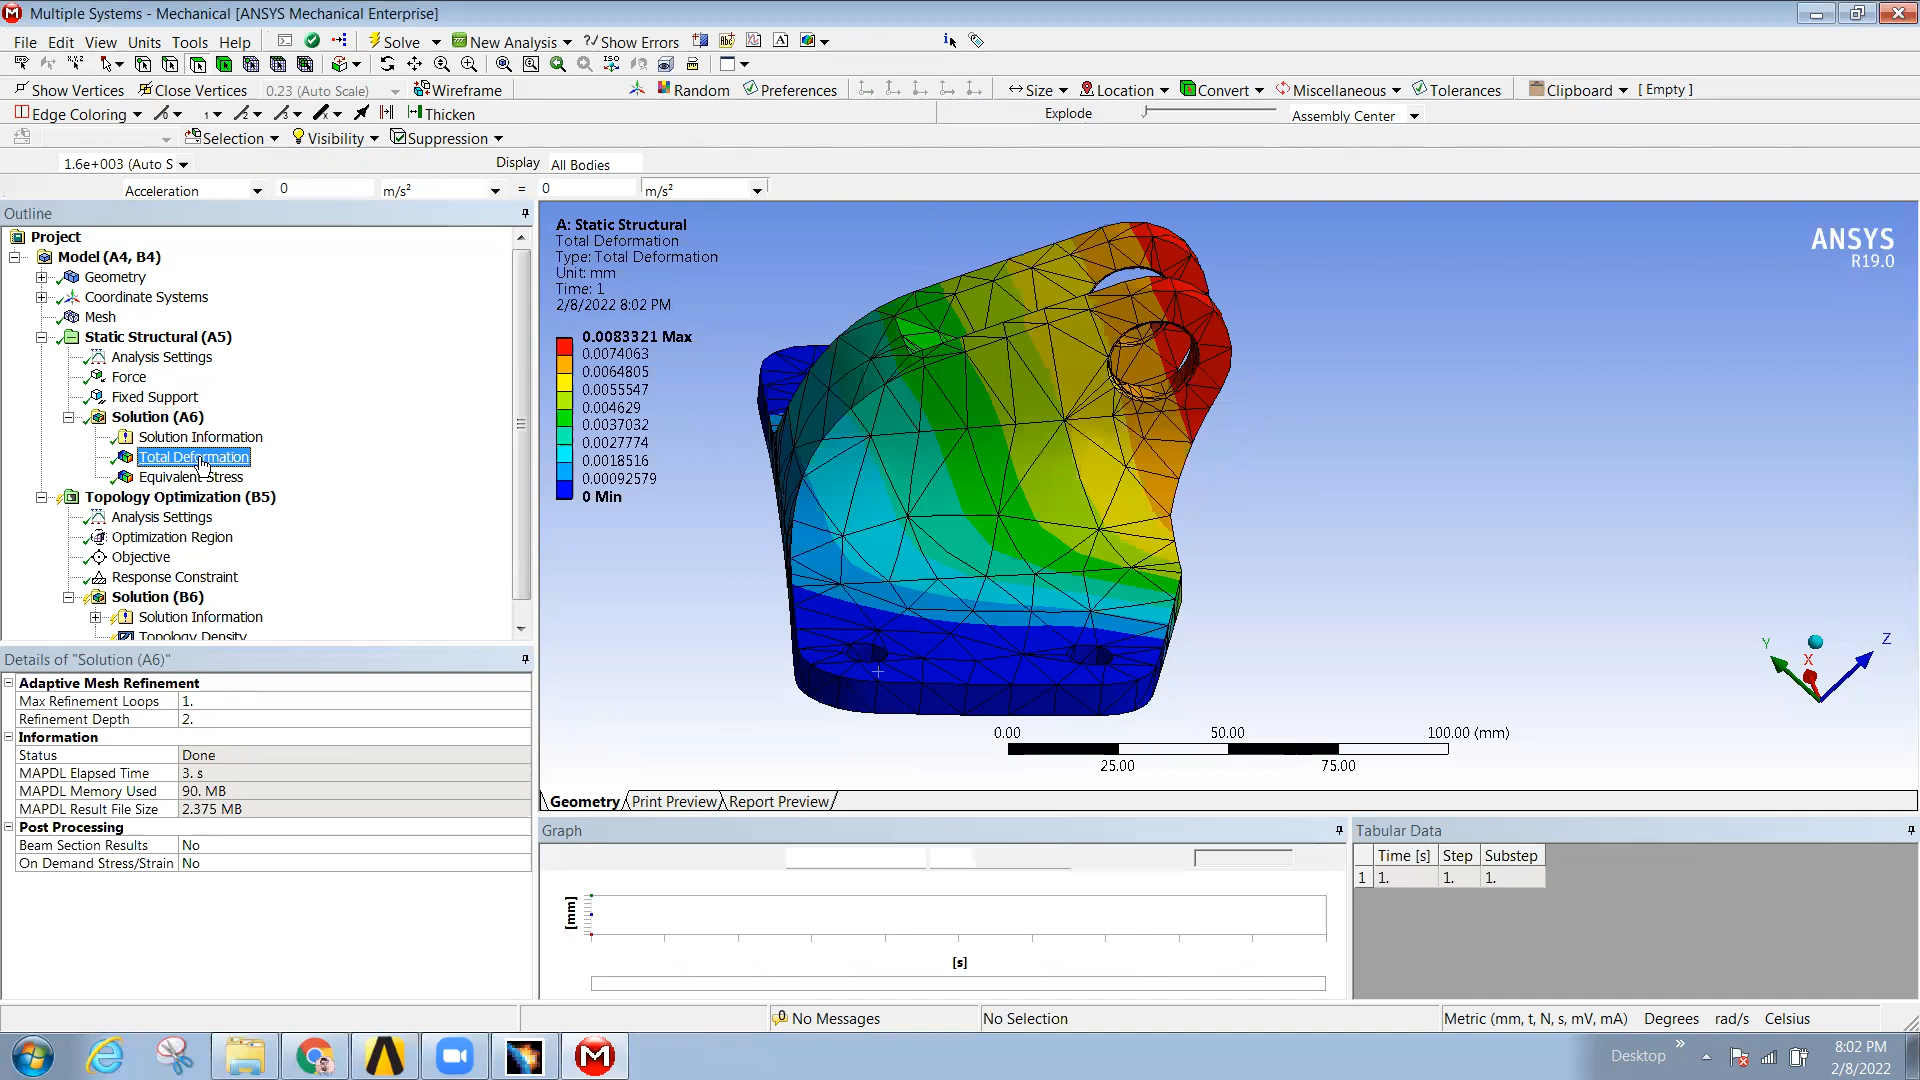 Multiple Systems - Mechanical [ANSYS Mechanical Enterprise]
File Edit View Units Tools Help Solve New Analysis Show Errors
Show Vertices Close Vertices 0.23 (Auto Scale) Wireframe Random Preferences Size Location Convert Miscellaneous Tolerances Clipboard [ Empty ]
Edge Coloring Thicken Explode Assembly Center
Selection Visibility Suppression
1.6e+003 (Auto S Display All Bodies
Acceleration 0 m/s² = 0 m/s²
Outline
Project
Model (A4, B4)
Geometry
Coordinate Systems
Mesh
Static Structural (A5)
Analysis Settings
Force
Fixed Support
Solution (A6)
Solution Information
Total Deformation
Equivalent Stress
Topology Optimization (B5)
Analysis Settings
Optimization Region
Objective
Response Constraint
Solution (B6)
Solution Information
Topology Density
Details of "Solution (A6)"
Adaptive Mesh Refinement
Max Refinement Loops 1.
Refinement Depth 2.
Information
Status Done
MAPDL Elapsed Time 3. s
MAPDL Memory Used 90. MB
MAPDL Result File Size 2.375 MB
Post Processing
Beam Section Results No
On Demand Stress/Strain No
A: Static Structural
Total Deformation
Type: Total Deformation
Unit: mm
Time: 1
2/8/2022 8:02 PM
0.0083321 Max
0.0074063
0.0064805
0.0055547
0.004629
0.0037032
0.0027774
0.0018516
0.00092579
0 Min
ANSYS
R19.0
Y X Z
0.00 50.00 100.00 (mm)
25.00 75.00
Geometry Print Preview Report Preview
Graph
[mm]
[s]
Tabular Data
Time [s] Step Substep
1 1. 1. 1.
0 No Messages No Selection Metric (mm, t, N, s, mV, mA) Degrees rad/s Celsius
Desktop
8:02 PM
2/8/2022